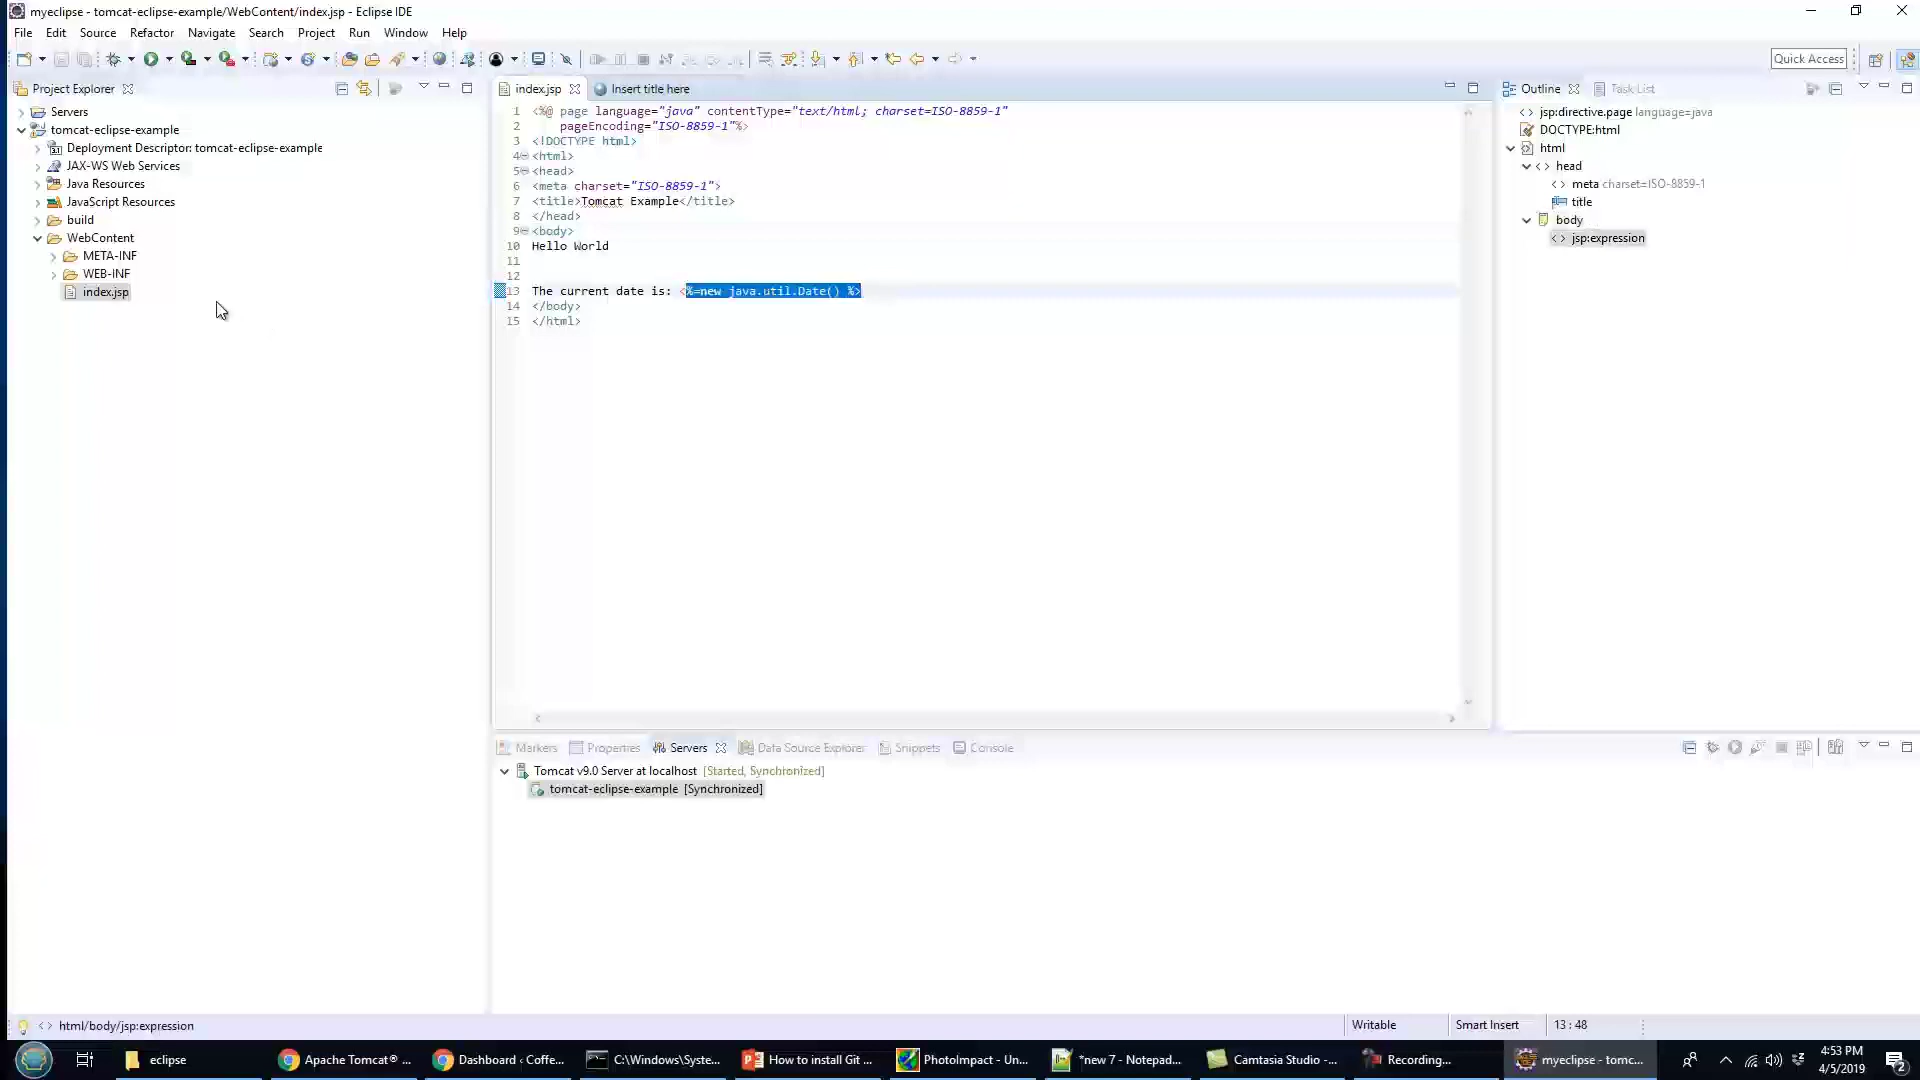 myeclipse - tomcat-eclipse-example/WebContent/index.jsp - Eclipse IDE
File Edit Source Refactor Navigate Search Project Run Window Help
Quick Access
Project Explorer
Servers
tomcat-eclipse-example
Deployment Descriptor: tomcat-eclipse-example
JAX-WS Web Services
Java Resources
JavaScript Resources
build
WebContent
META-INF
WEB-INF
index.jsp
index.jsp Insert title here
1 <%@ page language="java" contentType="text/html; charset=ISO-8859-1"
2 pageEncoding="ISO-8859-1"%>
3 <!DOCTYPE html>
4 <html>
5 <head>
6 <meta charset="ISO-8859-1">
7 <title>Tomcat Example</title>
8 </head>
9 <body>
10 Hello World
11
12
13 The current date is: <%=new java.util.Date() %>
14 </body>
15 </html>
Outline Task List
jsp:directive.page language=java
DOCTYPE:html
html
head
meta charset=ISO-8859-1
title
body
jsp:expression
Markers Properties Servers Data Source Explorer Snippets Console
Tomcat v9.0 Server at localhost [Started, Synchronized]
tomcat-eclipse-example [Synchronized]
html/body/jsp:expression Writable Smart Insert 13 : 48
eclipse Apache Tomcat® ... Dashboard ‹ Coffe... C:\Windows\Syste... How to install Git ... PhotoImpact - Un... *new 7 - Notepad... Camtasia Studio -... Recording... myeclipse - tomc...
4:53 PM
4/5/2019
2